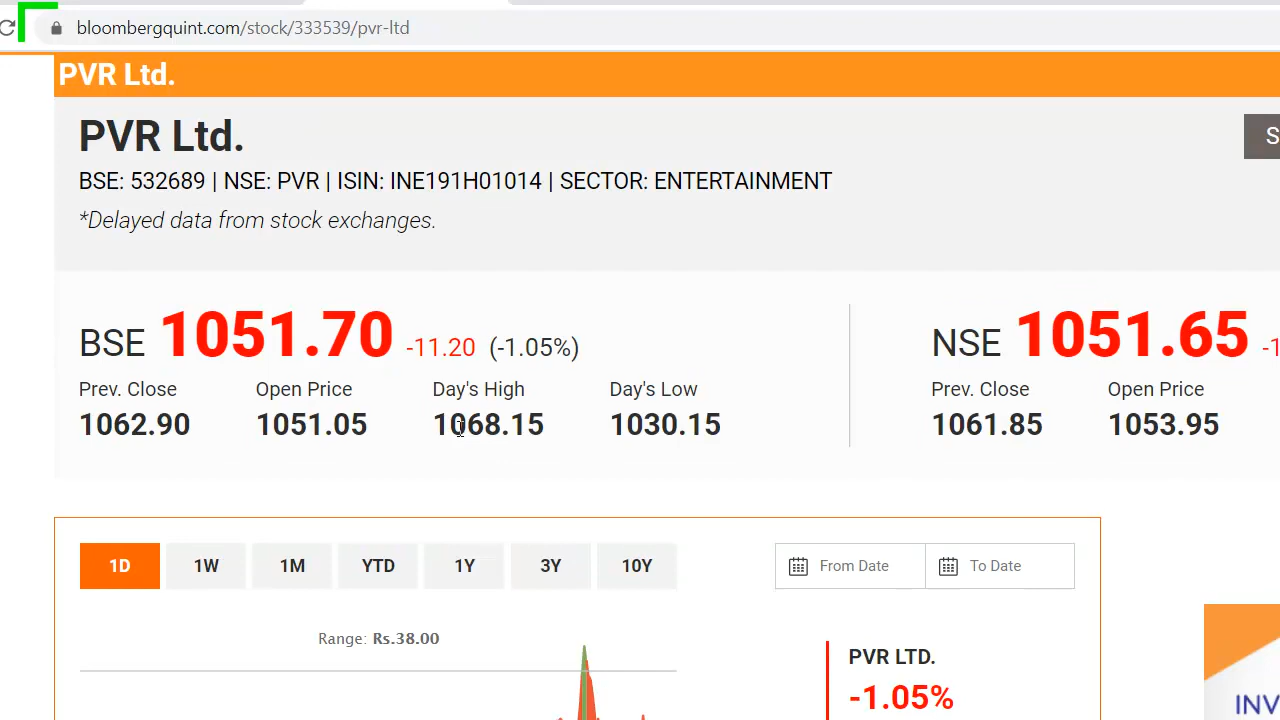 bloombergquint.com/stock/333539/pvr-ltd
PVR Ltd.
PVR Ltd.
BSE: 532689 | NSE: PVR | ISIN: INE191H01014 | SECTOR: ENTERTAINMENT
*Delayed data from stock exchanges.
BSE 1051.70 -11.20 (-1.05%)
Prev. Close Open Price Day's High Day's Low
1062.90 1051.05 1068.15 1030.15
NSE 1051.65
Prev. Close Open Price
1061.85 1053.95
1D 1W 1M YTD 1Y 3Y 10Y
From Date To Date
Range: Rs.38.00
PVR LTD.
-1.05%